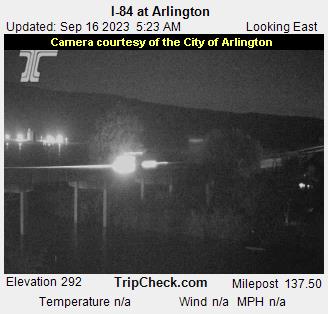 I-84 at Arlington
Updated: Sep 16 2023 5:23 AM Looking East
Camera courtesy of the City of Arlington
Elevation 292 TripCheck.com Milepost 137.50
Temperature n/a Wind n/a MPH n/a